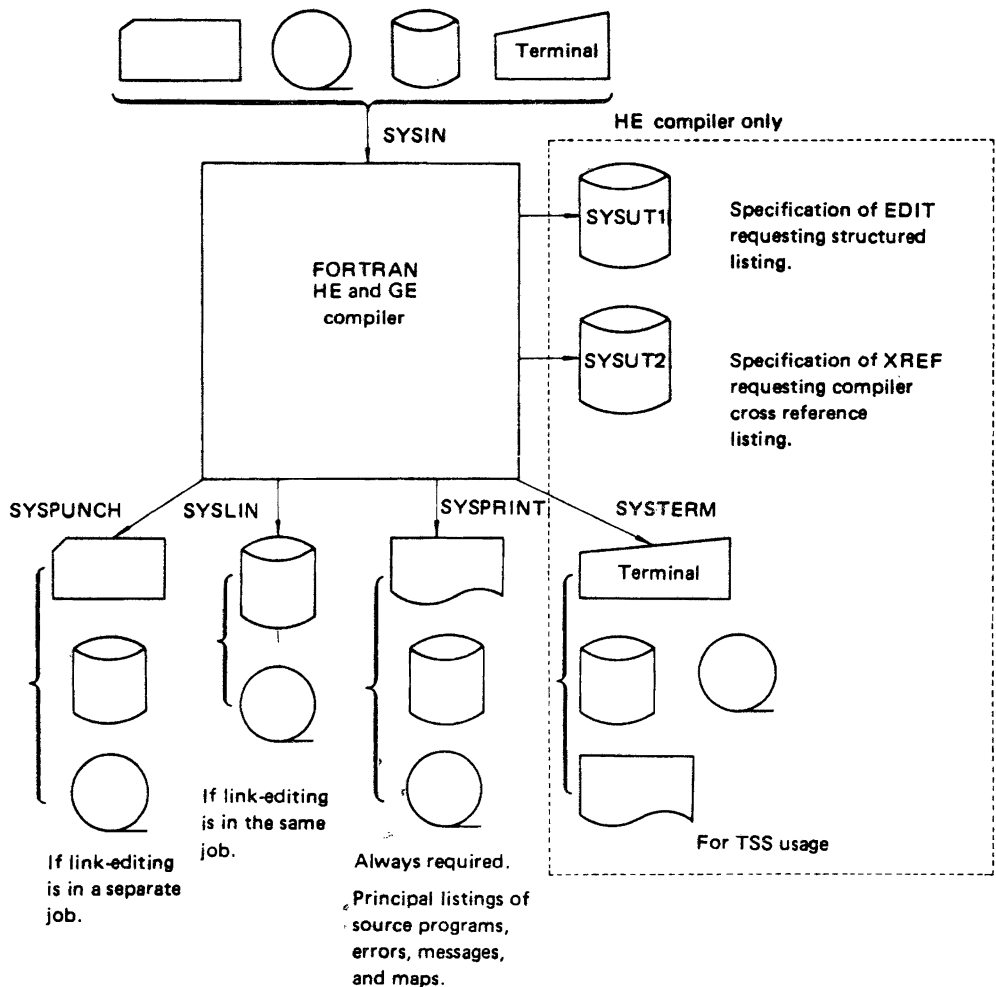 Terminal
SYSIN
HE compiler only
FORTRAN
HE and GE
compiler
SYSUT1
Specification of EDIT
requesting structured
listing.
SYSUT2
Specification of XREF
requesting compiler
cross reference
listing.
SYSPUNCH
SYSLIN
SYSPRINT
SYSTERM
Terminal
If link-editing
is in a separate
job.
If link-editing
is in the same
job.
Always required.
Principal listings of
source programs,
errors, messages,
and maps.
For TSS usage